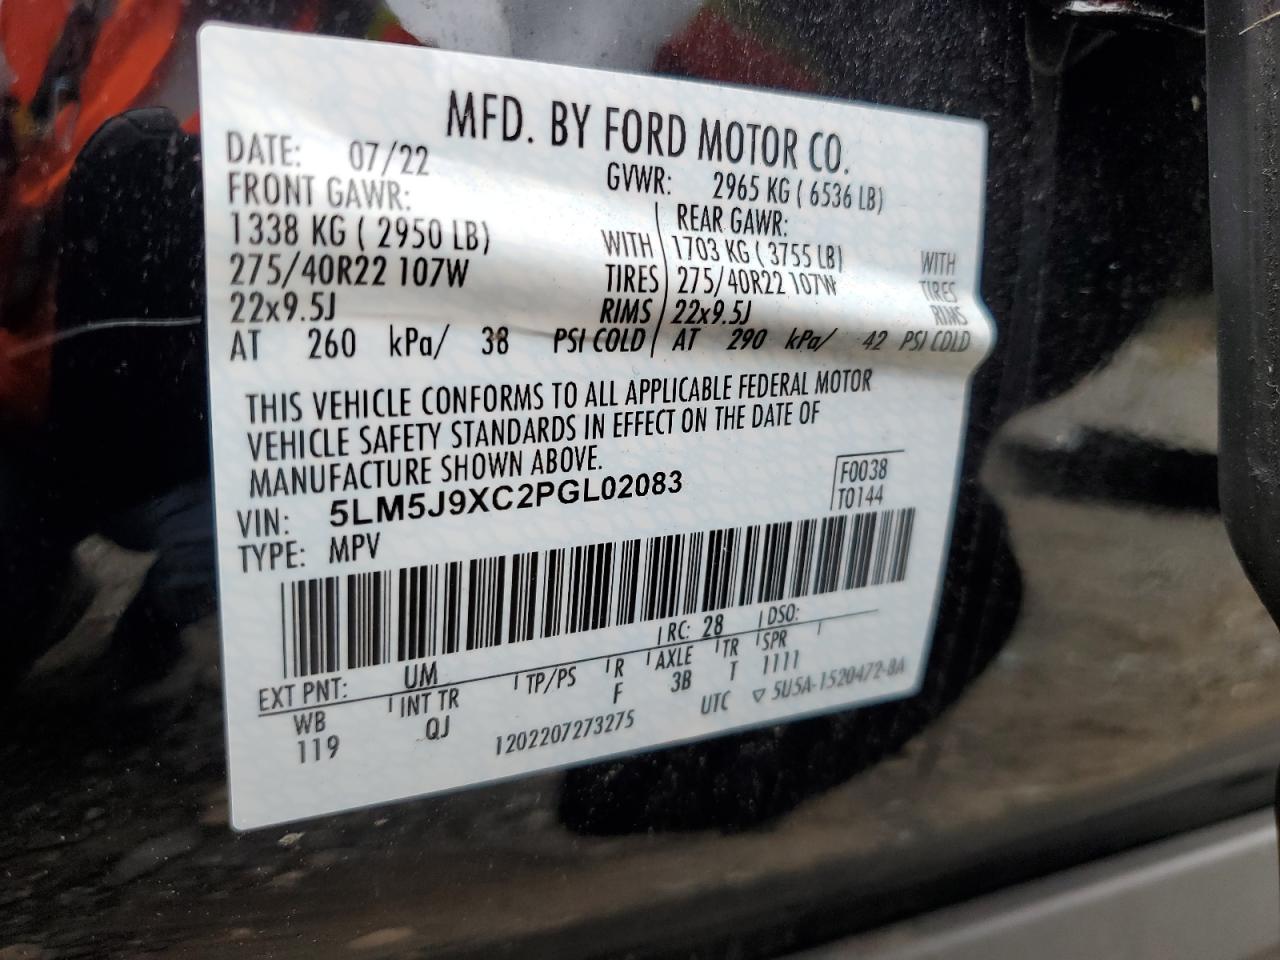 MFD. BY FORD MOTOR CO.
DATE: 07/22 GVWR: 2965 KG ( 6536 LB)
FRONT GAWR: REAR GAWR:
1338 KG ( 2950 LB) WITH 1703 KG ( 3755 LB) WITH
275/40R22 107W TIRES 275/40R22 107W TIRES
22x9.5J RIMS 22x9.5J RIMS
AT 260 kPa/ 38 PSI COLD AT 290 kPa/ 42 PSI COLD
THIS VEHICLE CONFORMS TO ALL APPLICABLE FEDERAL MOTOR
VEHICLE SAFETY STANDARDS IN EFFECT ON THE DATE OF
MANUFACTURE SHOWN ABOVE.
VIN: 5LM5J9XC2PGL02083 F0038
TYPE: MPV T0144
EXT PNT: UM RC: 28 DSO:
WB INT TR TP/PS R AXLE TR SPR
119 QJ F 3B T 1111
1202207273275 UTC ▽ 5U5A-1520472-BA